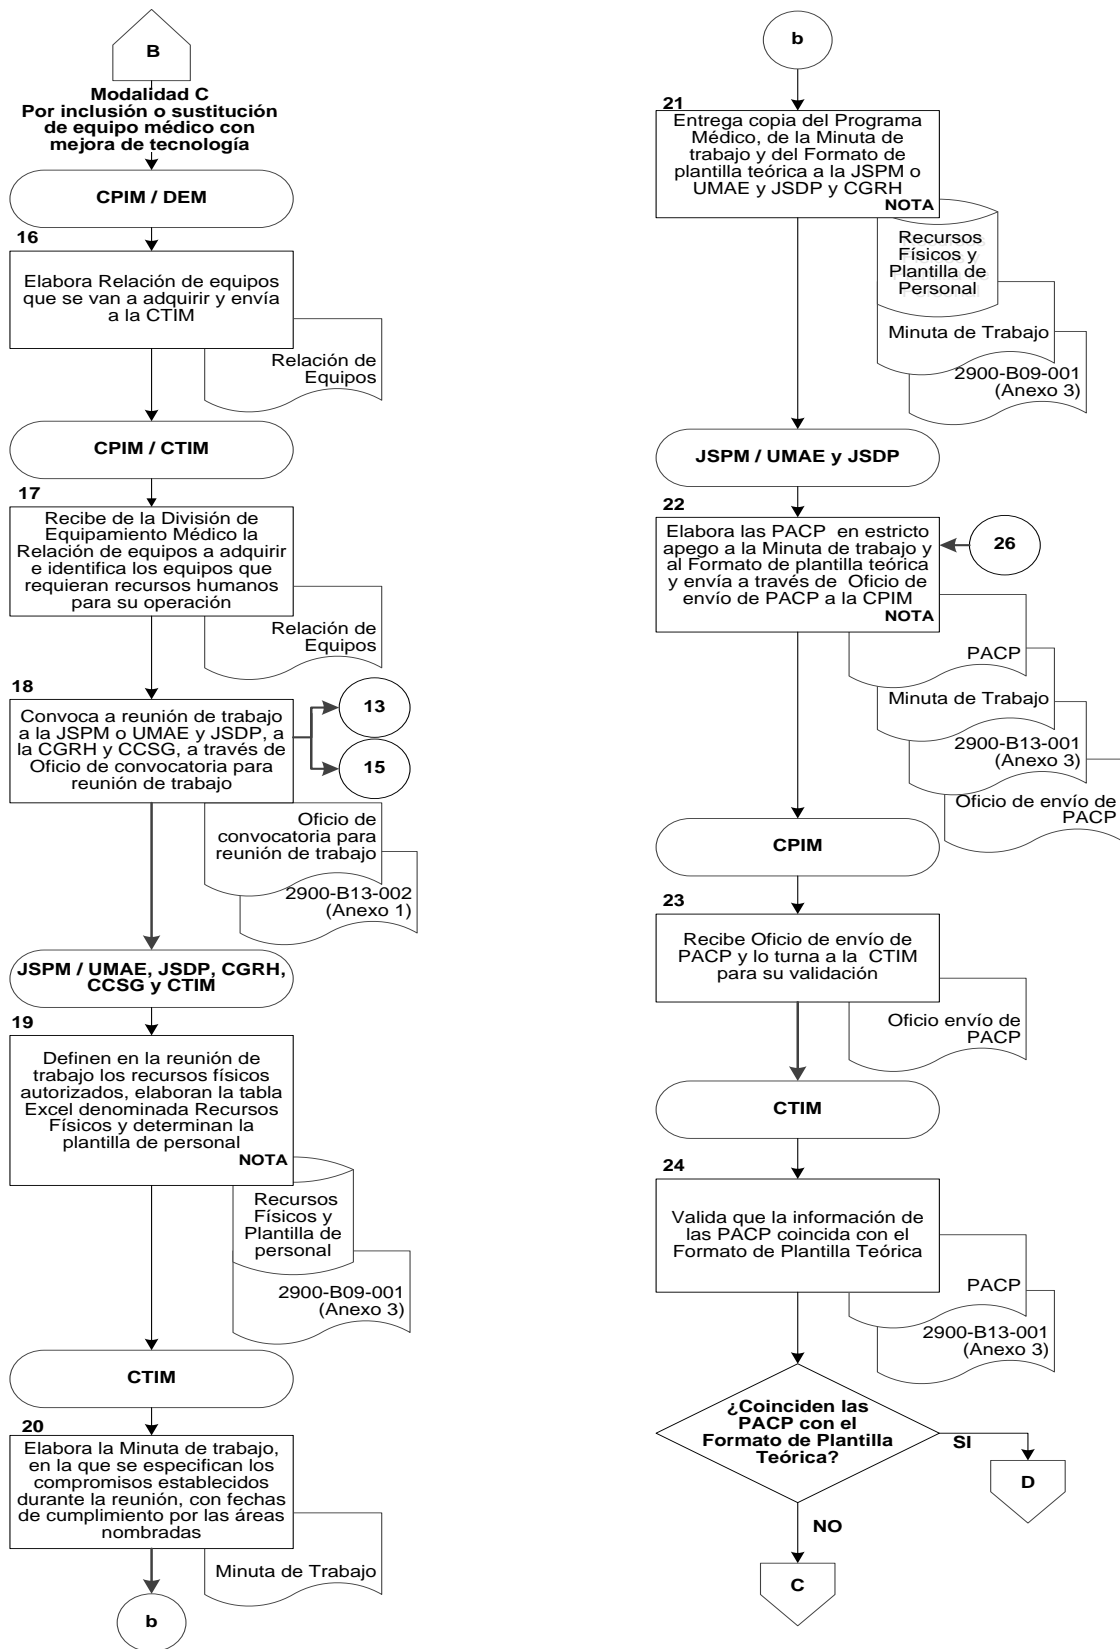 B
Modalidad C
Por inclusión o sustitución
de equipo médico con
mejora de tecnología
CPIM / DEM
16
Elabora Relación de equipos
que se van a adquirir y envía
a la CTIM
Relación de
Equipos
CPIM / CTIM
17
Recibe de la División de
Equipamiento Médico la
Relación de equipos a adquirir
e identifica los equipos que
requieran recursos humanos
para su operación
Relación de
Equipos
18
Convoca a reunión de trabajo
a la JSPM o UMAE y JSDP, a
la CGRH y CCSG, a través de
Oficio de convocatoria para
reunión de trabajo
13
15
Oficio de
convocatoria para
reunión de trabajo
2900-B13-002
(Anexo 1)
JSPM / UMAE, JSDP, CGRH,
CCSG y CTIM
19
Definen en la reunión de
trabajo los recursos físicos
autorizados, elaboran la tabla
Excel denominada Recursos
Físicos y determinan la
plantilla de personal
NOTA
Recursos
Físicos y
Plantilla de
personal
2900-B09-001
(Anexo 3)
CTIM
20
Elabora la Minuta de trabajo,
en la que se especifican los
compromisos establecidos
durante la reunión, con fechas
de cumplimiento por las áreas
nombradas
Minuta de Trabajo
b
b
21
Entrega copia del Programa
Médico, de la Minuta de
trabajo y del Formato de
plantilla teórica a la JSPM o
UMAE y JSDP y CGRH
NOTA
Recursos
Físicos y
Plantilla de
Personal
Minuta de Trabajo
2900-B09-001
(Anexo 3)
JSPM / UMAE y JSDP
22
Elabora las PACP en estricto
apego a la Minuta de trabajo y
al Formato de plantilla teórica
y envía a través de Oficio de
envío de PACP a la CPIM
NOTA
26
PACP
Minuta de Trabajo
2900-B13-001
(Anexo 3)
Oficio de envío de
PACP
CPIM
23
Recibe Oficio de envío de
PACP y lo turna a la CTIM
para su validación
Oficio envío de
PACP
CTIM
24
Valida que la información de
las PACP coincida con el
Formato de Plantilla Teórica
PACP
2900-B13-001
(Anexo 3)
¿Coinciden las
PACP con el
Formato de Plantilla
Teórica?
SI
D
NO
C